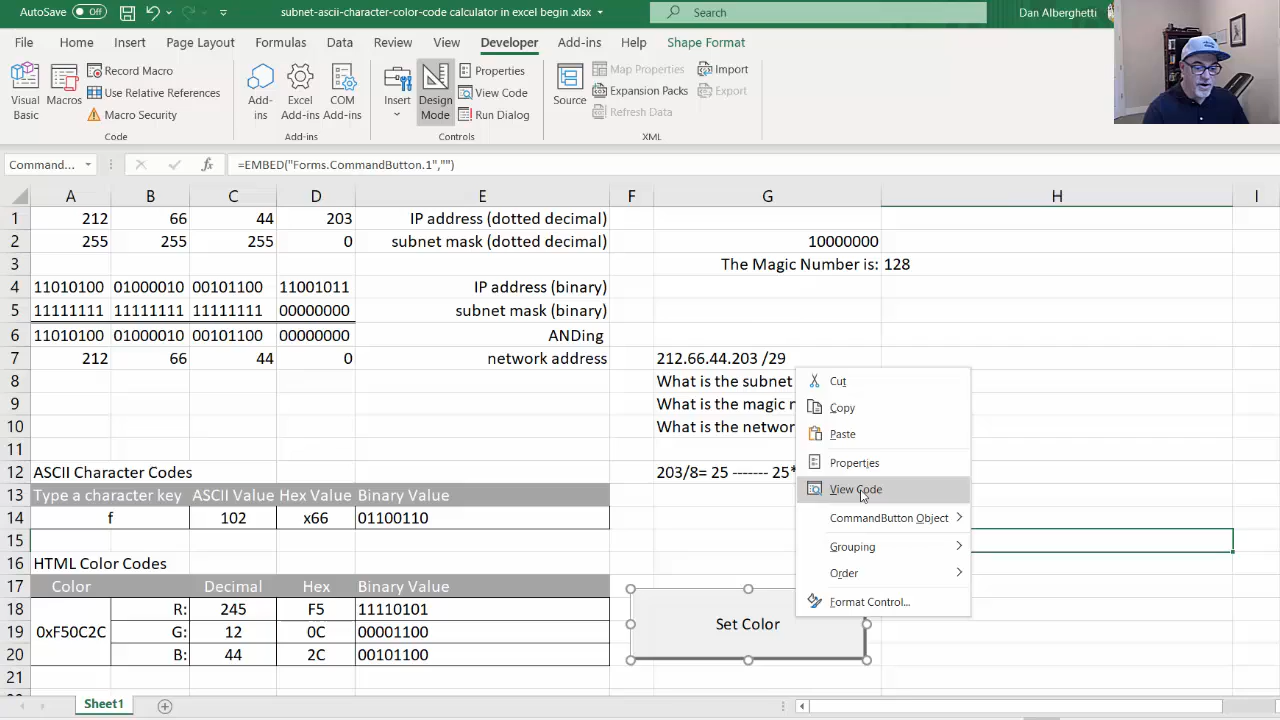 AutoSave Off
subnet-ascii-character-color-code calculator in excel begin .xlsx
Search
Dan Alberghetti
File Home Insert Page Layout Formulas Data Review View Developer Add-ins Help Shape Format
Visual Basic
Macros
Record Macro
Use Relative References
Macro Security
Code
Add-ins
Excel Add-ins
COM Add-ins
Add-ins
Insert
Design Mode
Properties
View Code
Run Dialog
Controls
Source
Map Properties
Expansion Packs
Refresh Data
Import
Export
XML
Command...
fx
=EMBED("Forms.CommandButton.1","")
A B C D E F G H I
1 212 66 44 203 IP address (dotted decimal)
2 255 255 255 0 subnet mask (dotted decimal) 10000000
3 The Magic Number is: 128
4 11010100 01000010 00101100 11001011 IP address (binary)
5 11111111 11111111 11111111 00000000 subnet mask (binary)
6 11010100 01000010 00101100 00000000 ANDing
7 212 66 44 0 network address 212.66.44.203 /29
8 What is the subnet
9 What is the magic n
10 What is the networ
11
12 ASCII Character Codes 203/8= 25 ------- 25*
13 Type a character key ASCII Value Hex Value Binary Value
14 f 102 x66 01100110
15
16 HTML Color Codes
17 Color Decimal Hex Binary Value
18 R: 245 F5 11110101
19 0xF50C2C G: 12 0C 00001100
20 B: 44 2C 00101100
21
Cut
Copy
Paste
Properties
View Code
CommandButton Object
Grouping
Order
Format Control...
Set Color
Sheet1